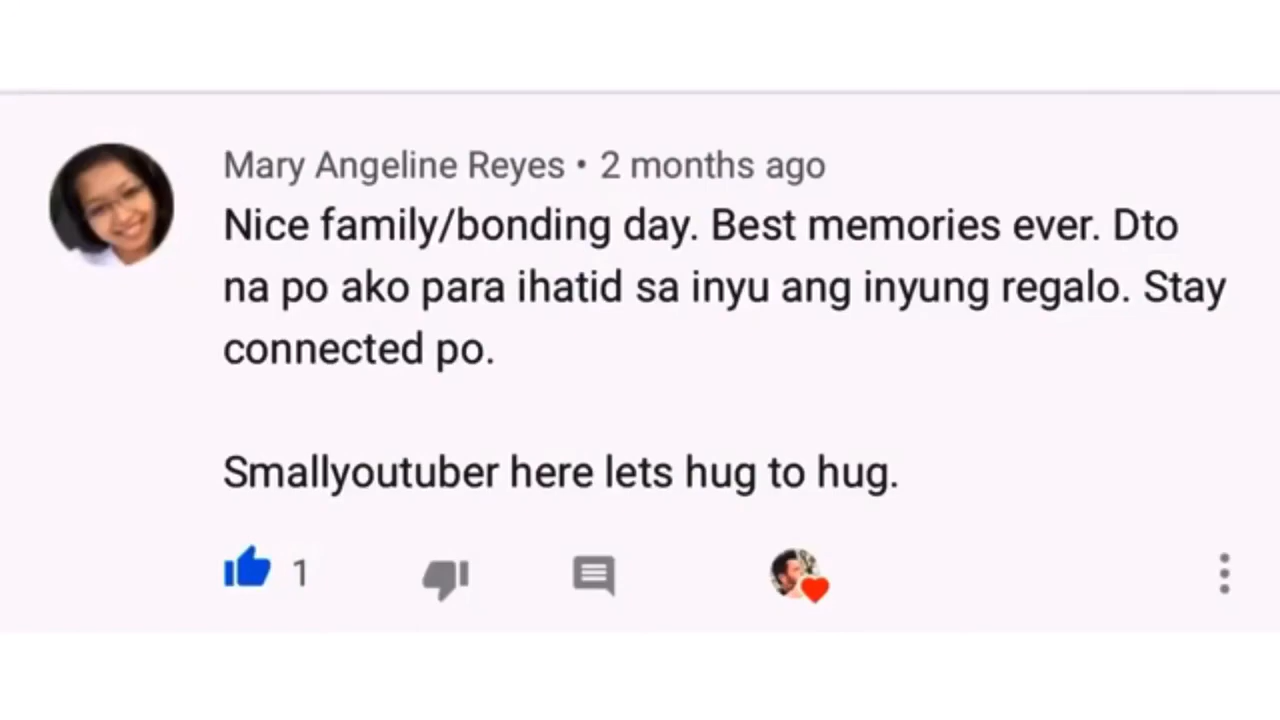 Mary Angeline Reyes • 2 months ago
Nice family/bonding day. Best memories ever. Dto
na po ako para ihatid sa inyu ang inyung regalo. Stay
connected po.
Smallyoutuber here lets hug to hug.
1